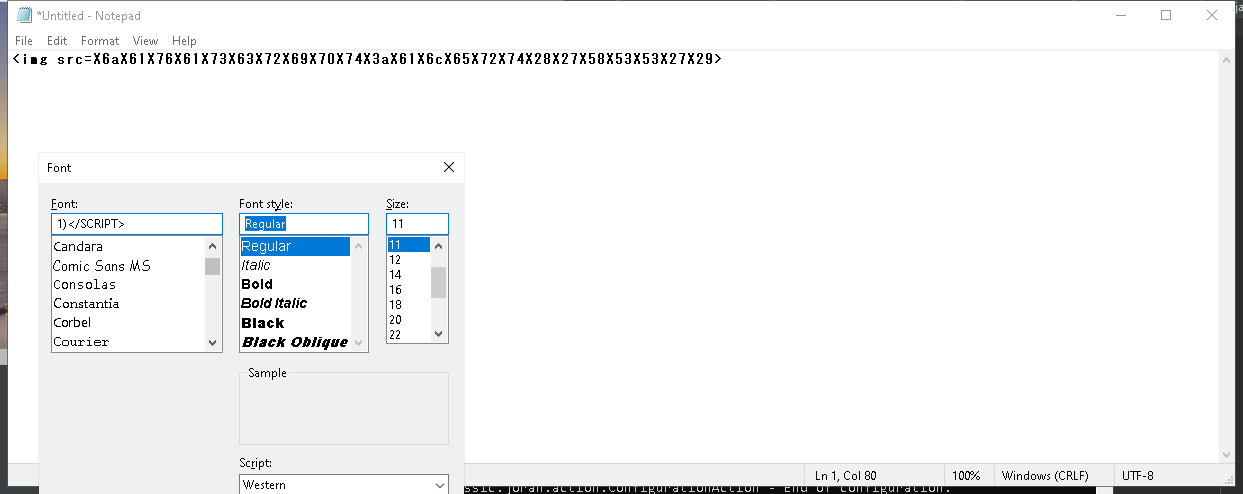 *Untitled - Notepad
File Edit Format View Help
<img src=X6aX61X76X61X73X63X72X69X70X74X3aX61X6cX65X72X74X28X27X58X53X53X27X29>
Font
Font: Font style: Size:
1)</SCRIPT> Regular 11
Candara Regular 11
Comic Sans MS Italic 12
Consolas Bold 14
Constantia Bold Italic 16
Corbel Black 18
Courier Black Oblique 20
22
Sample
Script:
Western
Ln 1, Col 80 100% Windows (CRLF) UTF-8
ssic.joran.action.ConfigurationAction - End of configuration.